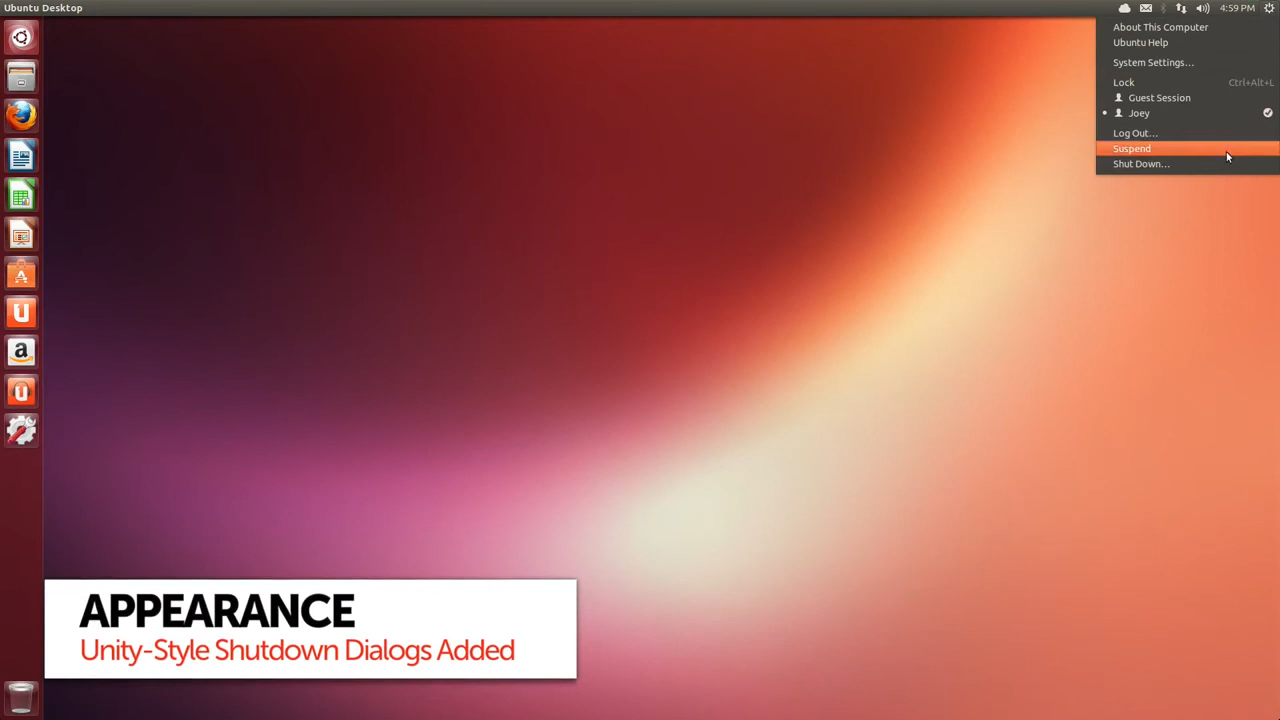 Ubuntu Desktop
4:59 PM
About This Computer
Ubuntu Help
System Settings...
Lock Ctrl+Alt+L
Guest Session
Joey
Log Out...
Suspend
Shut Down...
APPEARANCE
Unity-Style Shutdown Dialogs Added